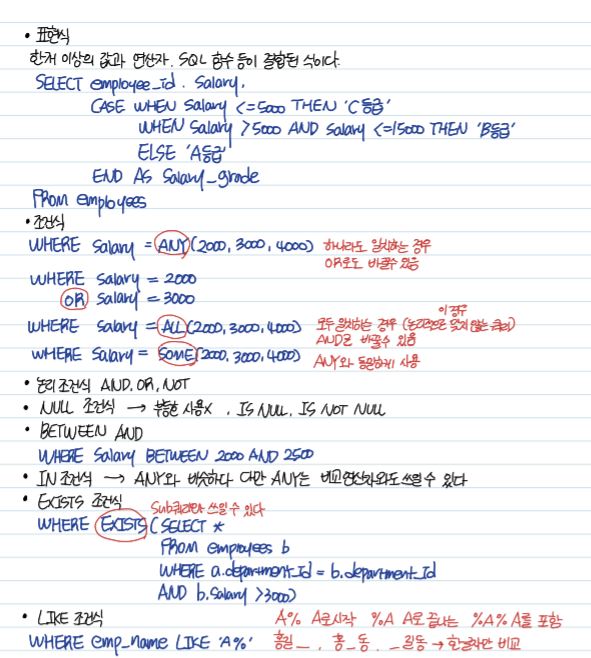 • 표현식
한개 이상의 값과 연산자, SQL 함수 등이 결합된 식이다.
SELECT employee_id, salary,
CASE WHEN salary <=5000 THEN 'C등급'
WHEN salary >5000 AND salary <=15000 THEN 'B등급'
ELSE 'A등급'
END AS salary_grade
FROM employees
• 조건식
WHERE salary = ANY(2000, 3000, 4000) 하나라도 일치하는 경우
OR로도 바꿀수 있음
WHERE salary = 2000
OR salary = 3000
이 경우
WHERE salary = ALL(2000, 3000, 4000) 모두 일치하는 경우 (논리적으로 맞지 않는 쿼리)
AND로 바꿀수 있음
WHERE salary = SOME(2000, 3000, 4000) ANY와 동일하게 사용
• 논리 조건식 AND, OR, NOT
• NULL 조건식 → 부등호 사용X , IS NULL, IS NOT NULL
• BETWEEN AND
WHERE salary BETWEEN 2000 AND 2500
• IN 조건식 → ANY와 비슷하다 다만 ANY는 비교연산자와도 쓰일 수 있다
• EXISTS 조건식 Sub쿼리만 쓰일 수 있다
WHERE EXISTS (SELECT *
FROM employees b
WHERE a.department_id = b.department_id
AND b.salary >3000)
• LIKE 조건식 A% A로시작 %A A로 끝나는 %A% A를 포함
WHERE emp_name LIKE 'A%' 홍길_ , 홍_동 , _길동 → 한글자만 비교